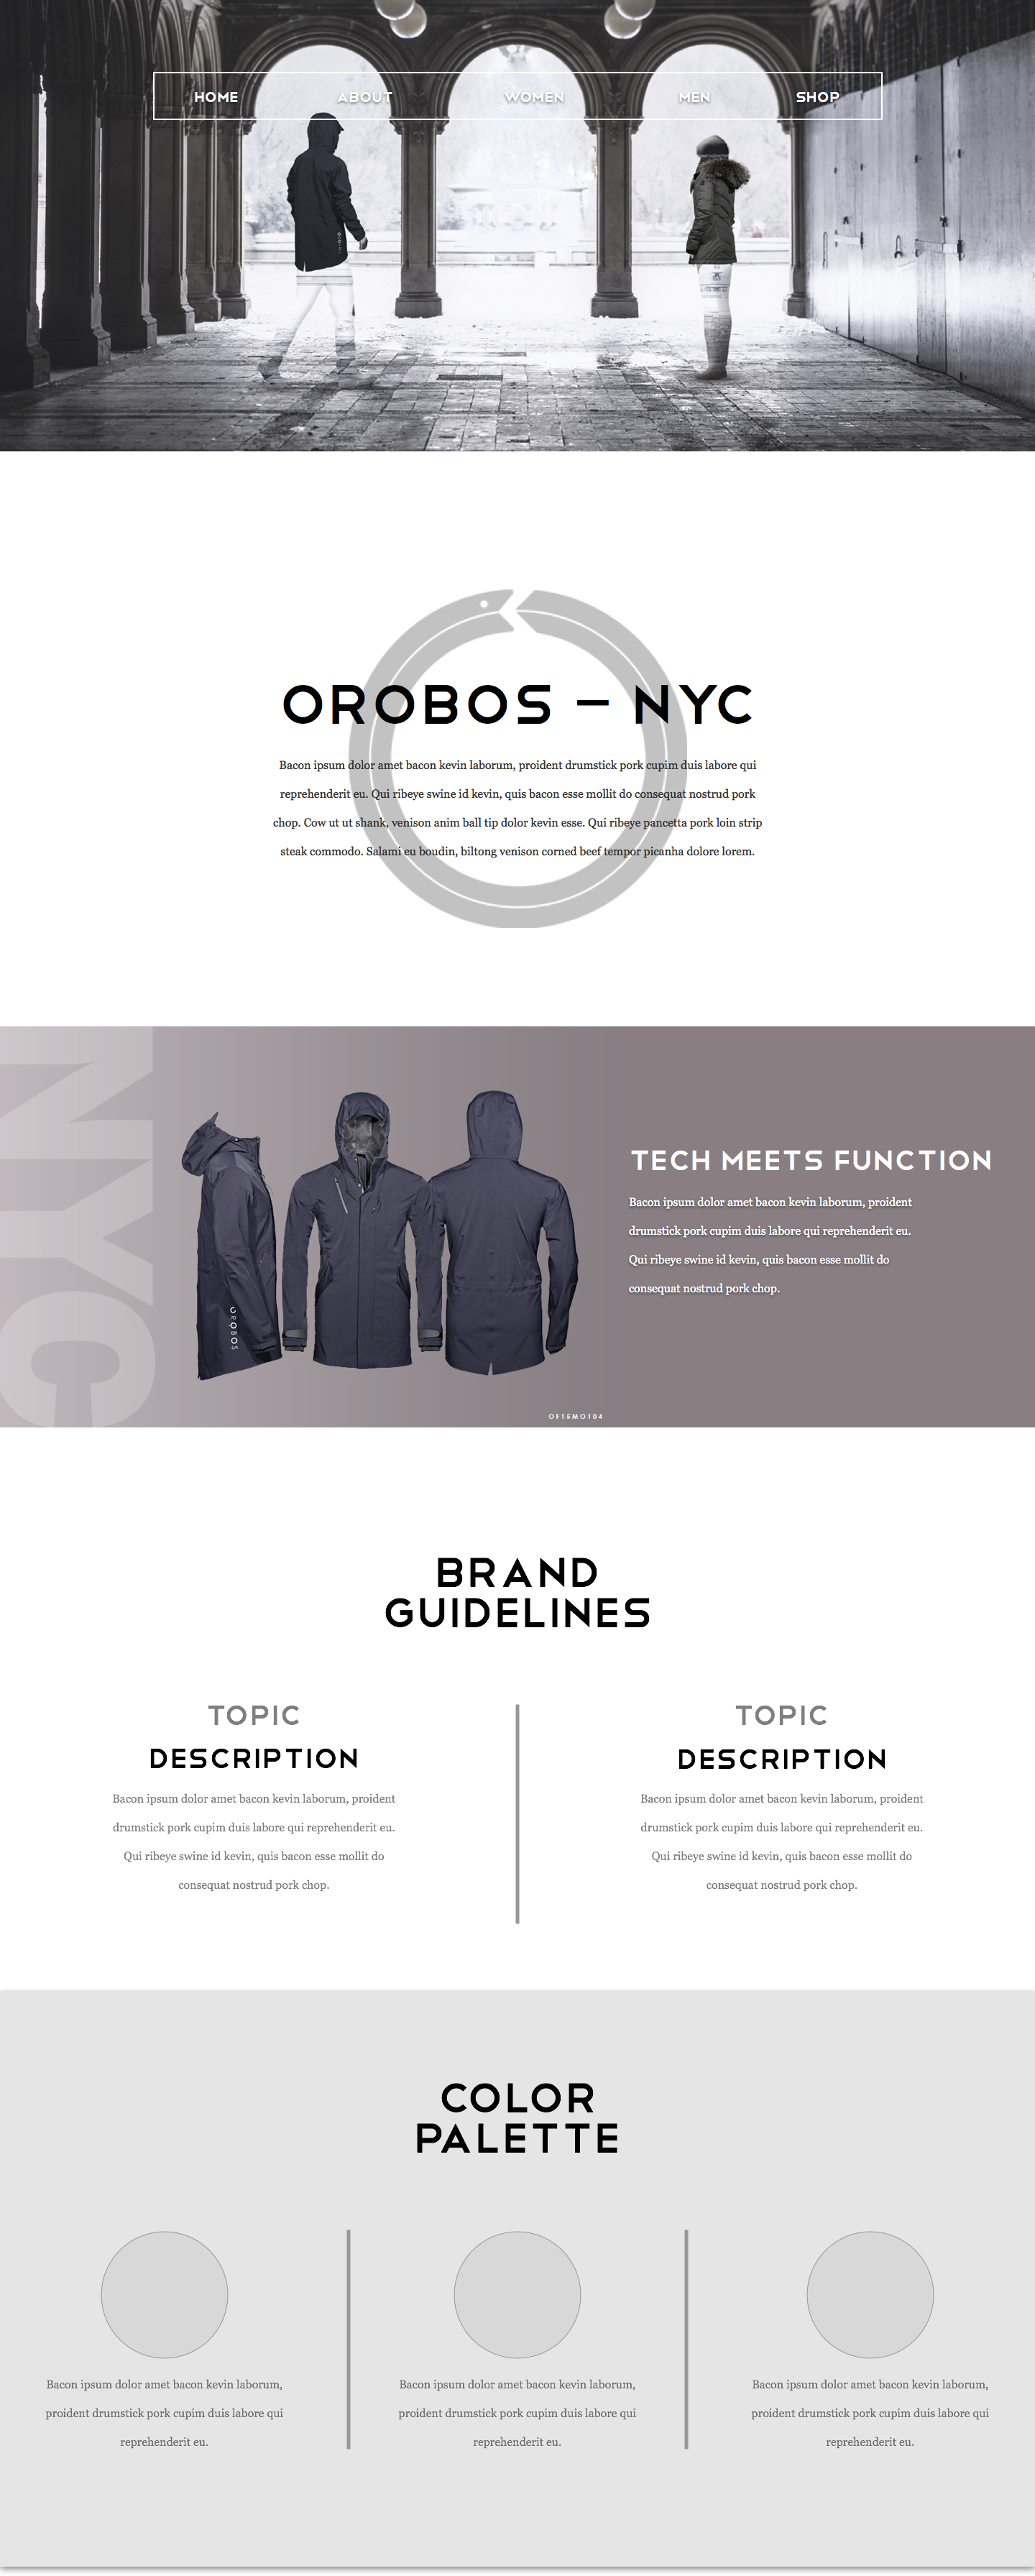 HOME ABOUT WOMEN MEN SHOP
OROBOS – NYC
Bacon ipsum dolor amet bacon kevin laborum, proident drumstick pork cupim duis labore qui
reprehenderit eu. Qui ribeye swine id kevin, quis bacon esse mollit do consequat nostrud pork
chop. Cow ut ut shank, venison anim ball tip dolor kevin esse. Qui ribeye pancetta pork loin strip
steak commodo. Salami eu boudin, biltong venison corned beef tempor picanha dolore lorem.
NYC
OROBOS
TECH MEETS FUNCTION
Bacon ipsum dolor amet bacon kevin laborum, proident
drumstick pork cupim duis labore qui reprehenderit eu.
Qui ribeye swine id kevin, quis bacon esse mollit do
consequat nostrud pork chop.
OF15MO104
BRAND
GUIDELINES
TOPIC
DESCRIPTION
Bacon ipsum dolor amet bacon kevin laborum, proident
drumstick pork cupim duis labore qui reprehenderit eu.
Qui ribeye swine id kevin, quis bacon esse mollit do
consequat nostrud pork chop.
TOPIC
DESCRIPTION
Bacon ipsum dolor amet bacon kevin laborum, proident
drumstick pork cupim duis labore qui reprehenderit eu.
Qui ribeye swine id kevin, quis bacon esse mollit do
consequat nostrud pork chop.
COLOR
PALETTE
Bacon ipsum dolor amet bacon kevin laborum,
proident drumstick pork cupim duis labore qui
reprehenderit eu.
Bacon ipsum dolor amet bacon kevin laborum,
proident drumstick pork cupim duis labore qui
reprehenderit eu.
Bacon ipsum dolor amet bacon kevin laborum,
proident drumstick pork cupim duis labore qui
reprehenderit eu.